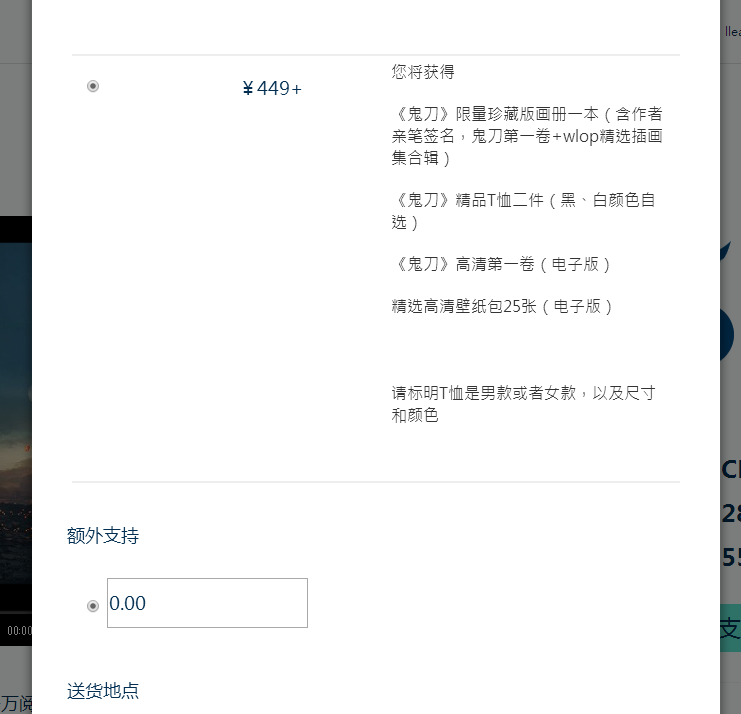 ¥449+
您将获得
《鬼刀》限量珍藏版画册一本（含作者
亲笔签名，鬼刀第一卷+wlop精选插画
集合辑）
《鬼刀》精品T恤二件（黑、白颜色自
选）
《鬼刀》高清第一卷（电子版）
精选高清壁纸包25张（电子版）
请标明T恤是男款或者女款，以及尺寸
和颜色
额外支持
0.00
送货地点
00:00
万阅
支